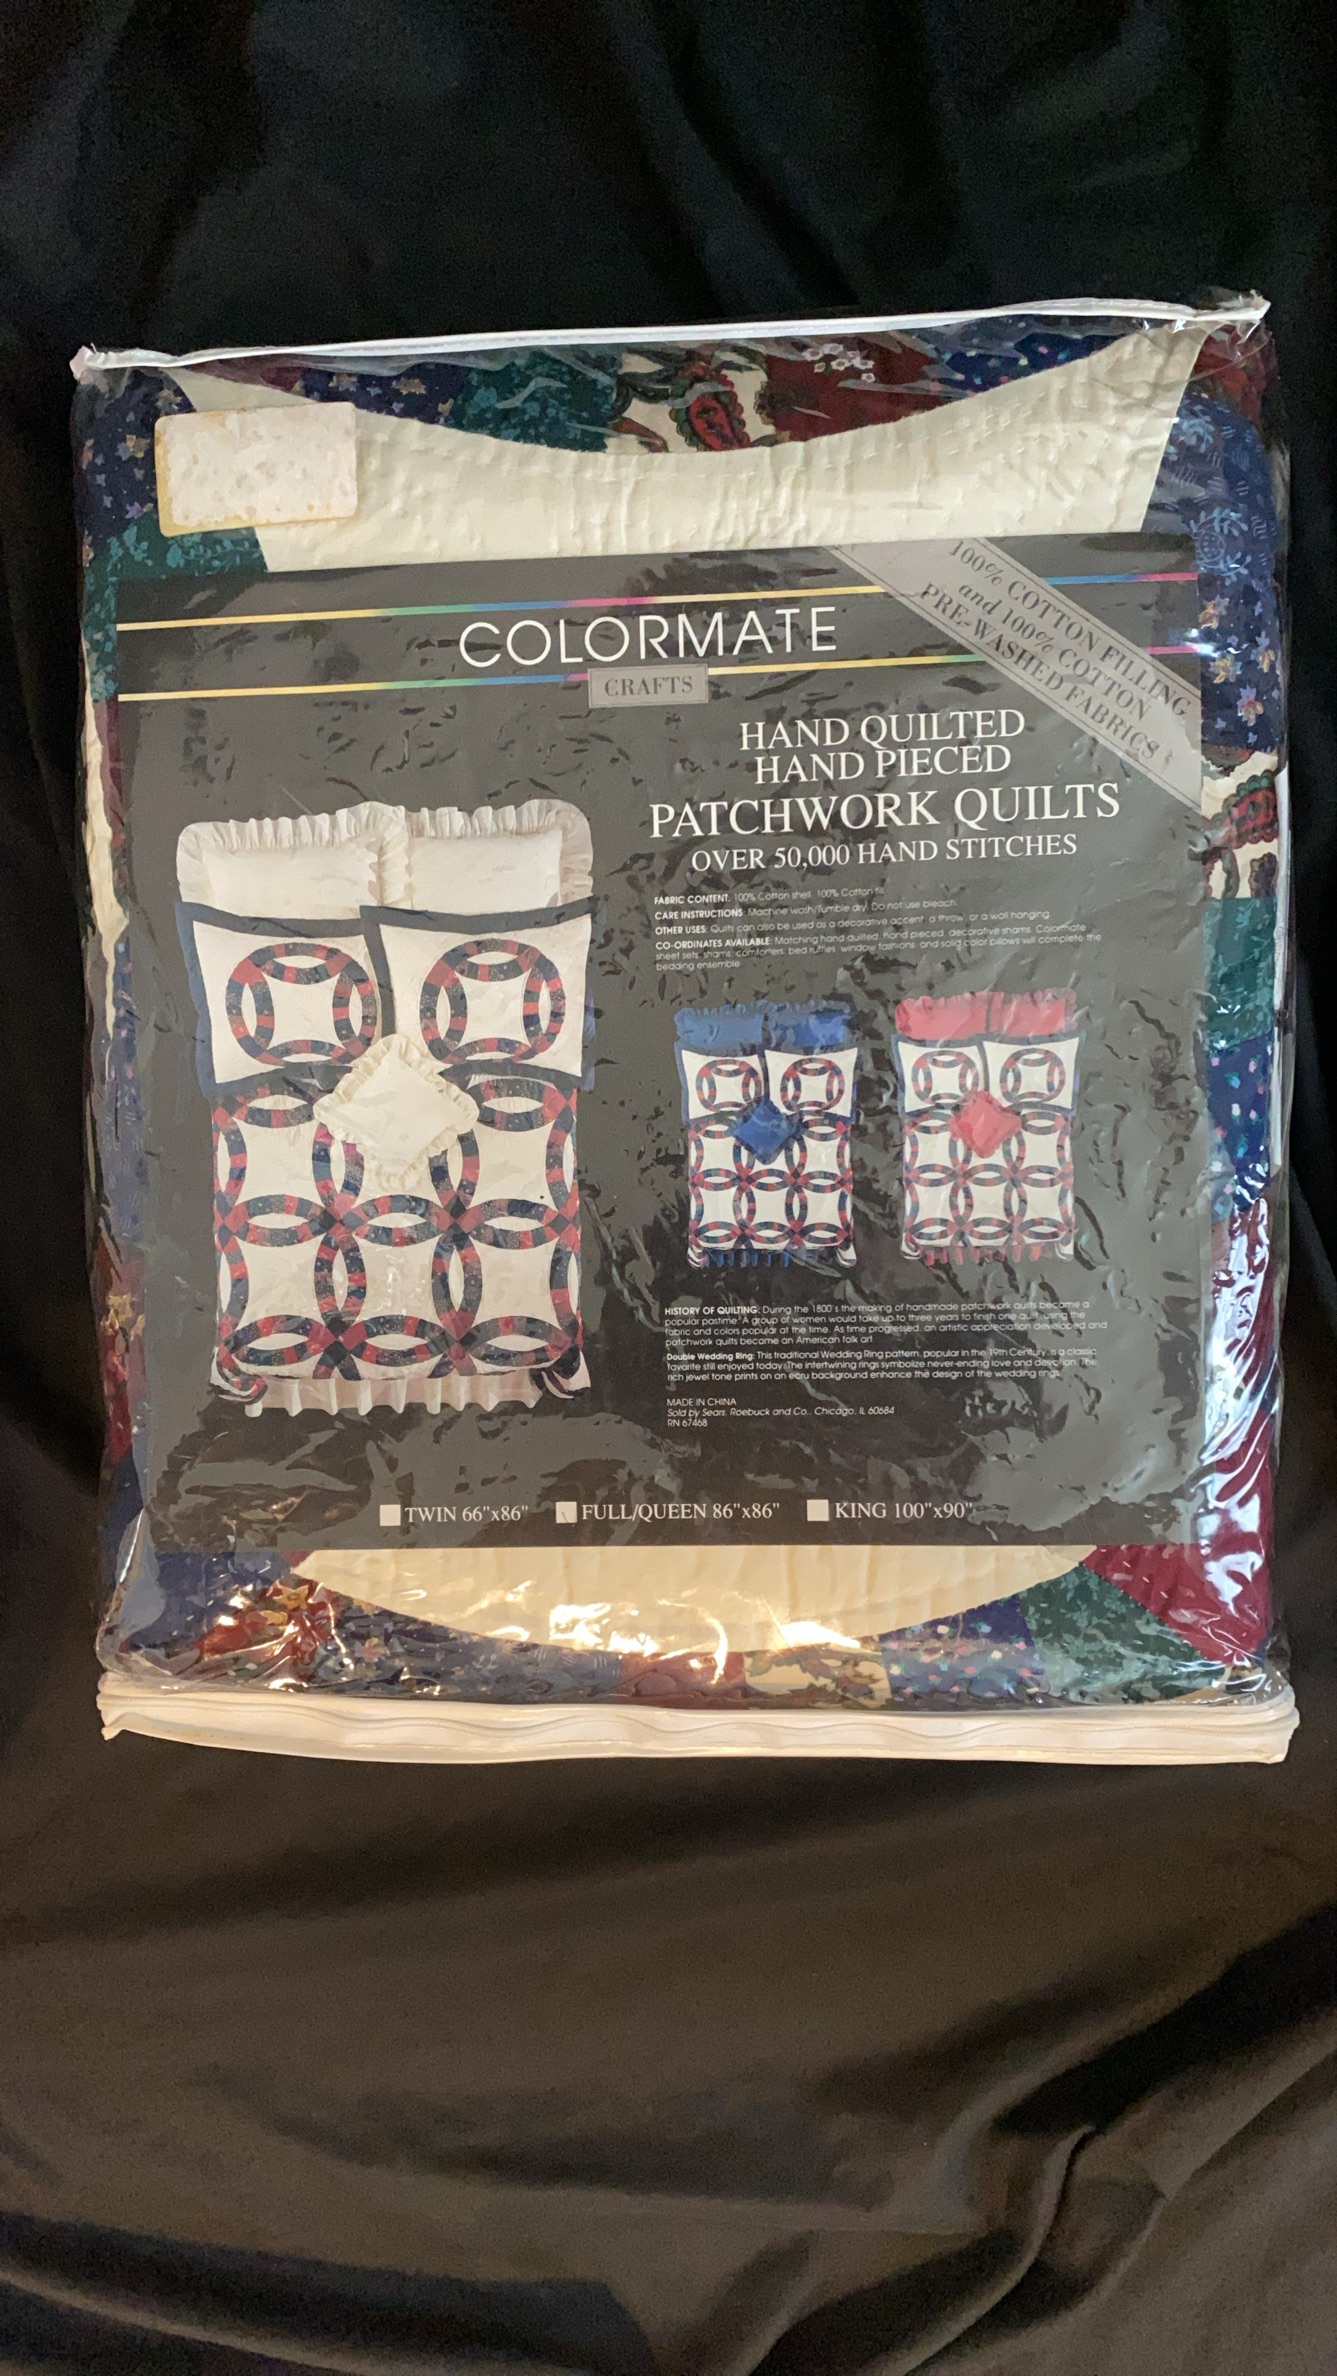 COLORMATE
CRAFTS
100% COTTON FILLING
and 100% COTTON
PRE-WASHED FABRICS
HAND QUILTED
HAND PIECED
PATCHWORK QUILTS
OVER 50,000 HAND STITCHES
FABRIC CONTENT: 100% Cotton shell. 100% Cotton fill.
CARE INSTRUCTIONS: Machine wash/Tumble dry. Do not use bleach.
OTHER USES: Quilts can also be used as a decorative accent, a throw, or a wall hanging.
CO-ORDINATES AVAILABLE: Matching hand quilted, hand pieced, decorative shams. Colormate
sheet sets, shams, comforters, bed ruffles, window fashions, and solid color pillows will complete the
bedding ensemble.
HISTORY OF QUILTING: During the 1800's the making of handmade patchwork quilts became a
popular pastime. A group of women would take up to three years to finish one quilt, using the
fabric and colors popular at the time. As time progressed, an artistic appreciation developed and
patchwork quilts became an American folk art.
Double Wedding Ring: This traditional Wedding Ring pattern, popular in the 19th Century, is a classic
favorite still enjoyed today. The intertwining rings symbolize never-ending love and devotion. The
rich jewel tone prints on an ecru background enhance the design of the wedding rings.
MADE IN CHINA
Sold by Sears, Roebuck and Co., Chicago, IL 60684
RN 67468
TWIN 66"x86" FULL/QUEEN 86"x86" KING 100"x90"